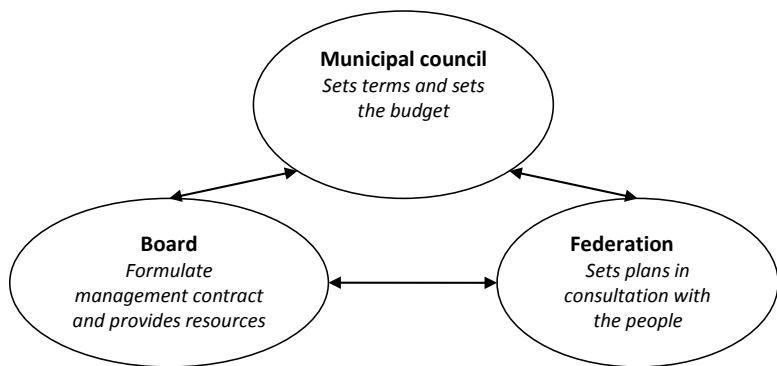 Municipal council
Sets terms and sets
the budget
Board
Formulate
management contract
and provides resources
Federation
Sets plans in
consultation with
the people